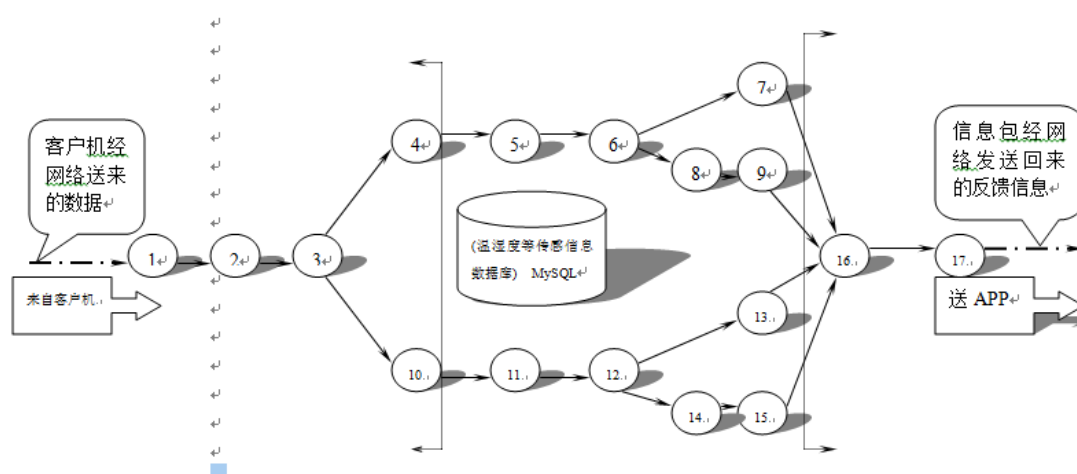 客户机经
网络送来
的数据
来自客户机.
1
2
3
4
5
6
7
8
9
(温湿度等传感信息
数据库) MySQL
10.
11.
12.
13.
14.
15.
16.
17.
信息包经网
络发送回来
的反馈信息
送 APP